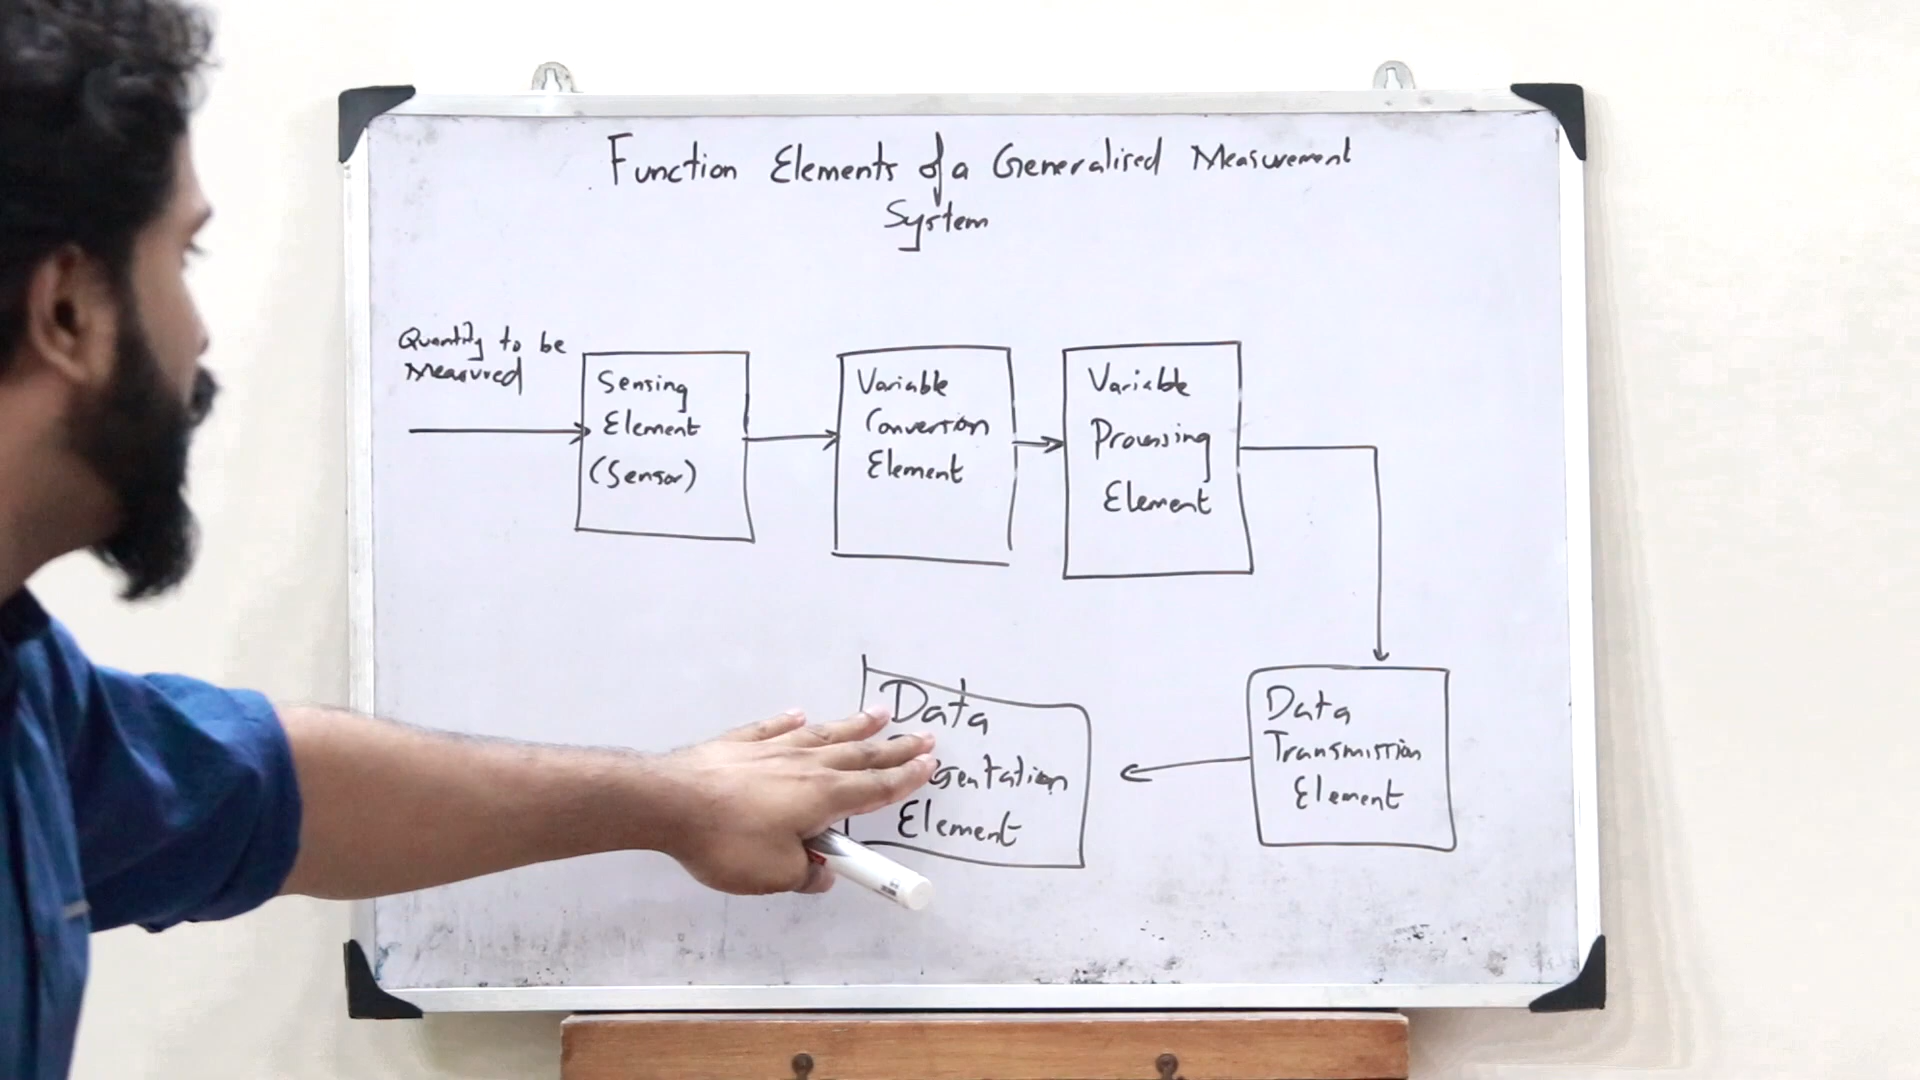 Function Elements of a Generalised Measurement
System
Quantity to be
Measured
Sensing
Element
(Sensor)
Variable
Conversion
Element
Variable
Processing
Element
Data
Transmission
Element
Data
sentation
Element